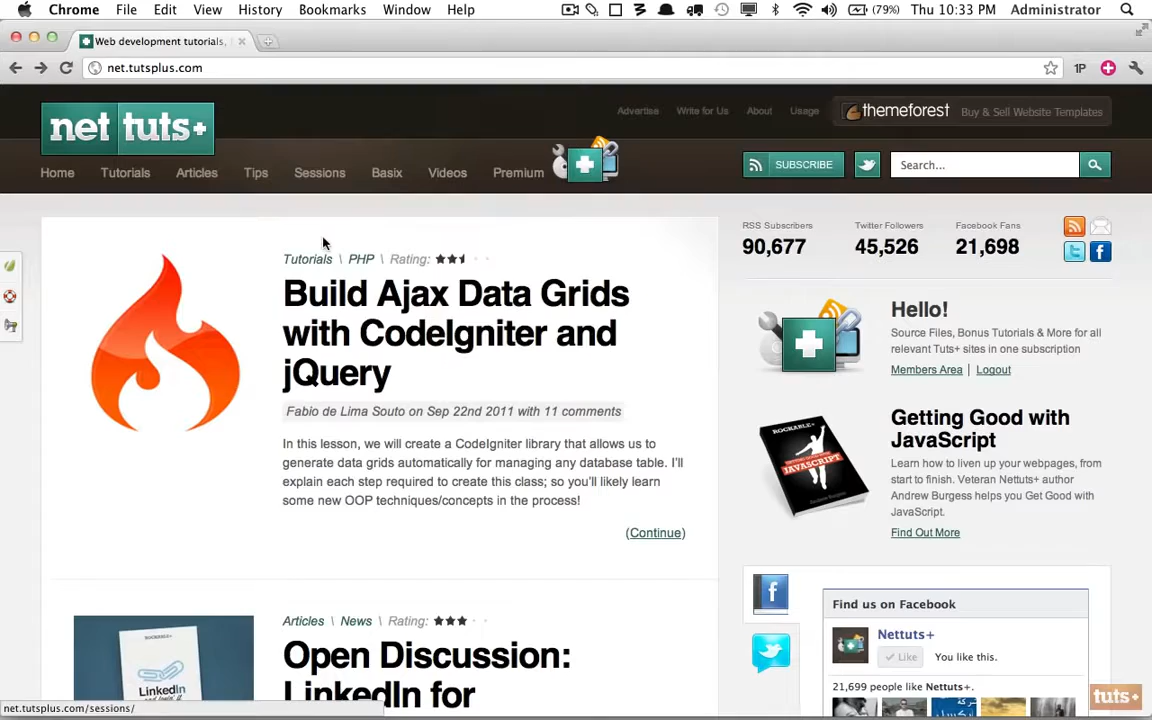 Chrome File Edit View History Bookmarks Window Help (79%) Thu 10:33 PM Administrator
Web development tutorials,
net.tutsplus.com 1P
Advertise Write for Us About Usage themeforest Buy & Sell Website Templates
net tuts+
Home Tutorials Articles Tips Sessions Basix Videos Premium SUBSCRIBE Search...
RSS Subscribers Twitter Followers Facebook Fans
90,677 45,526 21,698
Tutorials \ PHP \ Rating:
Build Ajax Data Grids
with CodeIgniter and
jQuery
Fabio de Lima Souto on Sep 22nd 2011 with 11 comments
In this lesson, we will create a CodeIgniter library that allows us to
generate data grids automatically for managing any database table. I'll
explain each step required to create this class; so you'll likely learn
some new OOP techniques/concepts in the process!
(Continue)
Hello!
Source Files, Bonus Tutorials & More for all
relevant Tuts+ sites in one subscription
Members Area | Logout
ROCKABLE+
JAVASCRIPT
Getting Good with
JavaScript
Learn how to liven up your webpages, from
start to finish. Veteran Nettuts+ author
Andrew Burgess helps you Get Good with
JavaScript.
Find Out More
Articles \ News \ Rating:
Open Discussion:
LinkedIn for
ROCKABLE+
LinkedIn
Find us on Facebook
Nettuts+
Like You like this.
21,699 people like Nettuts+.
net.tutsplus.com/sessions/
tuts+